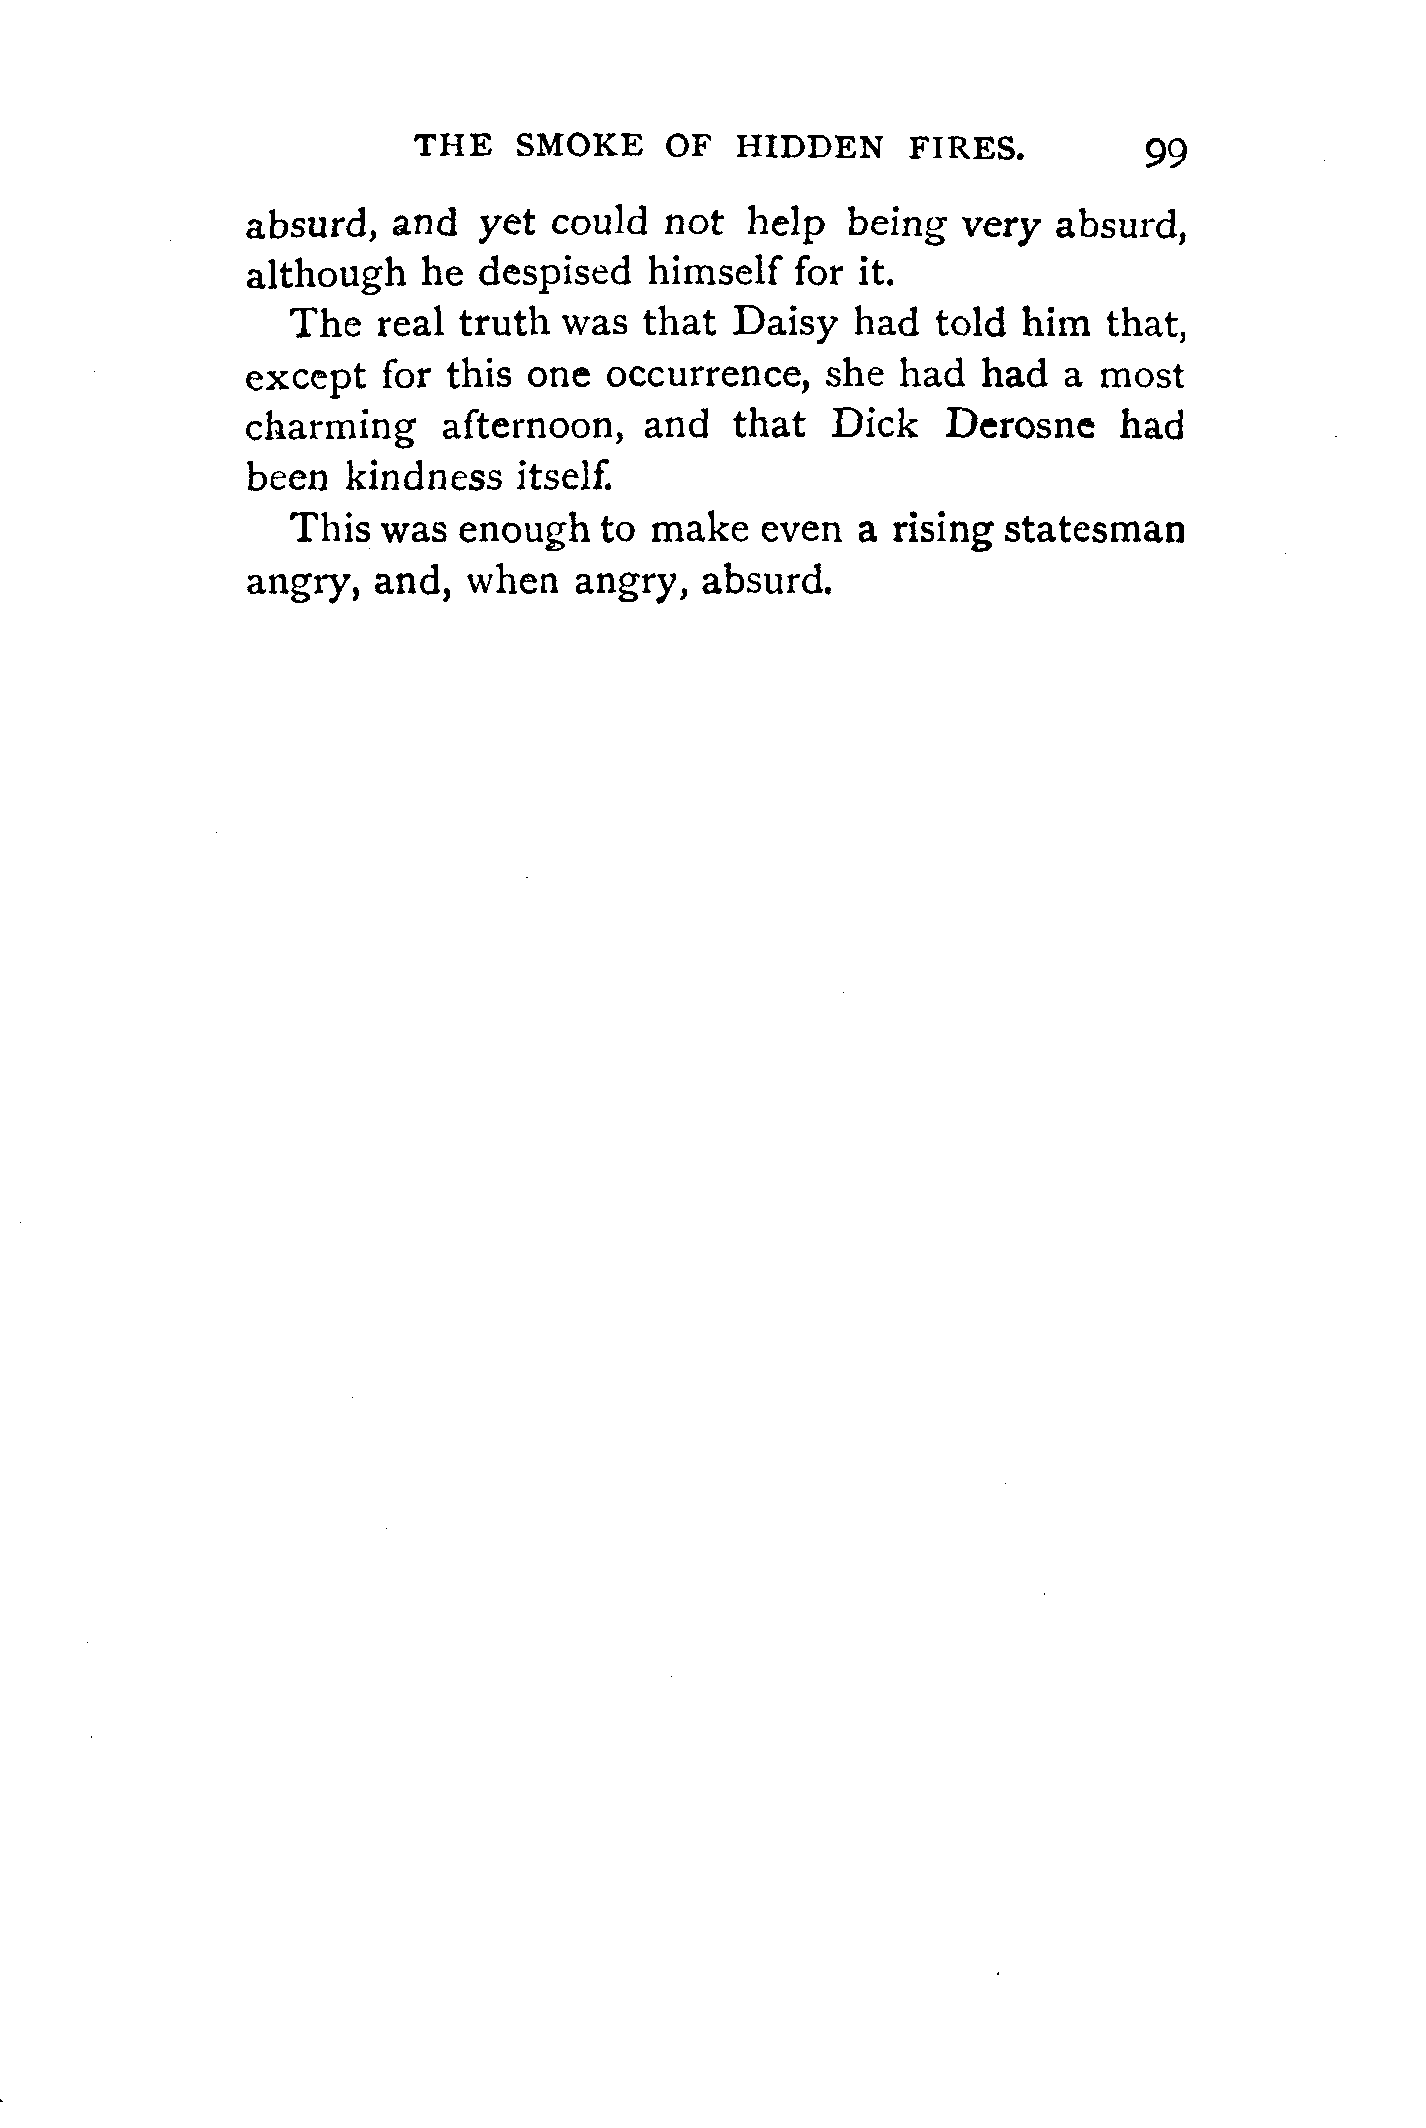 THE SMOKE OF HIDDEN FIRES. 99
absurd, and yet could not help being very absurd,
although he despised himself for it.
The real truth was that Daisy had told him that,
except for this one occurrence, she had had a most
charming afternoon, and that Dick Derosne had
been kindness itself.
This was enough to make even a rising statesman
angry, and, when angry, absurd.